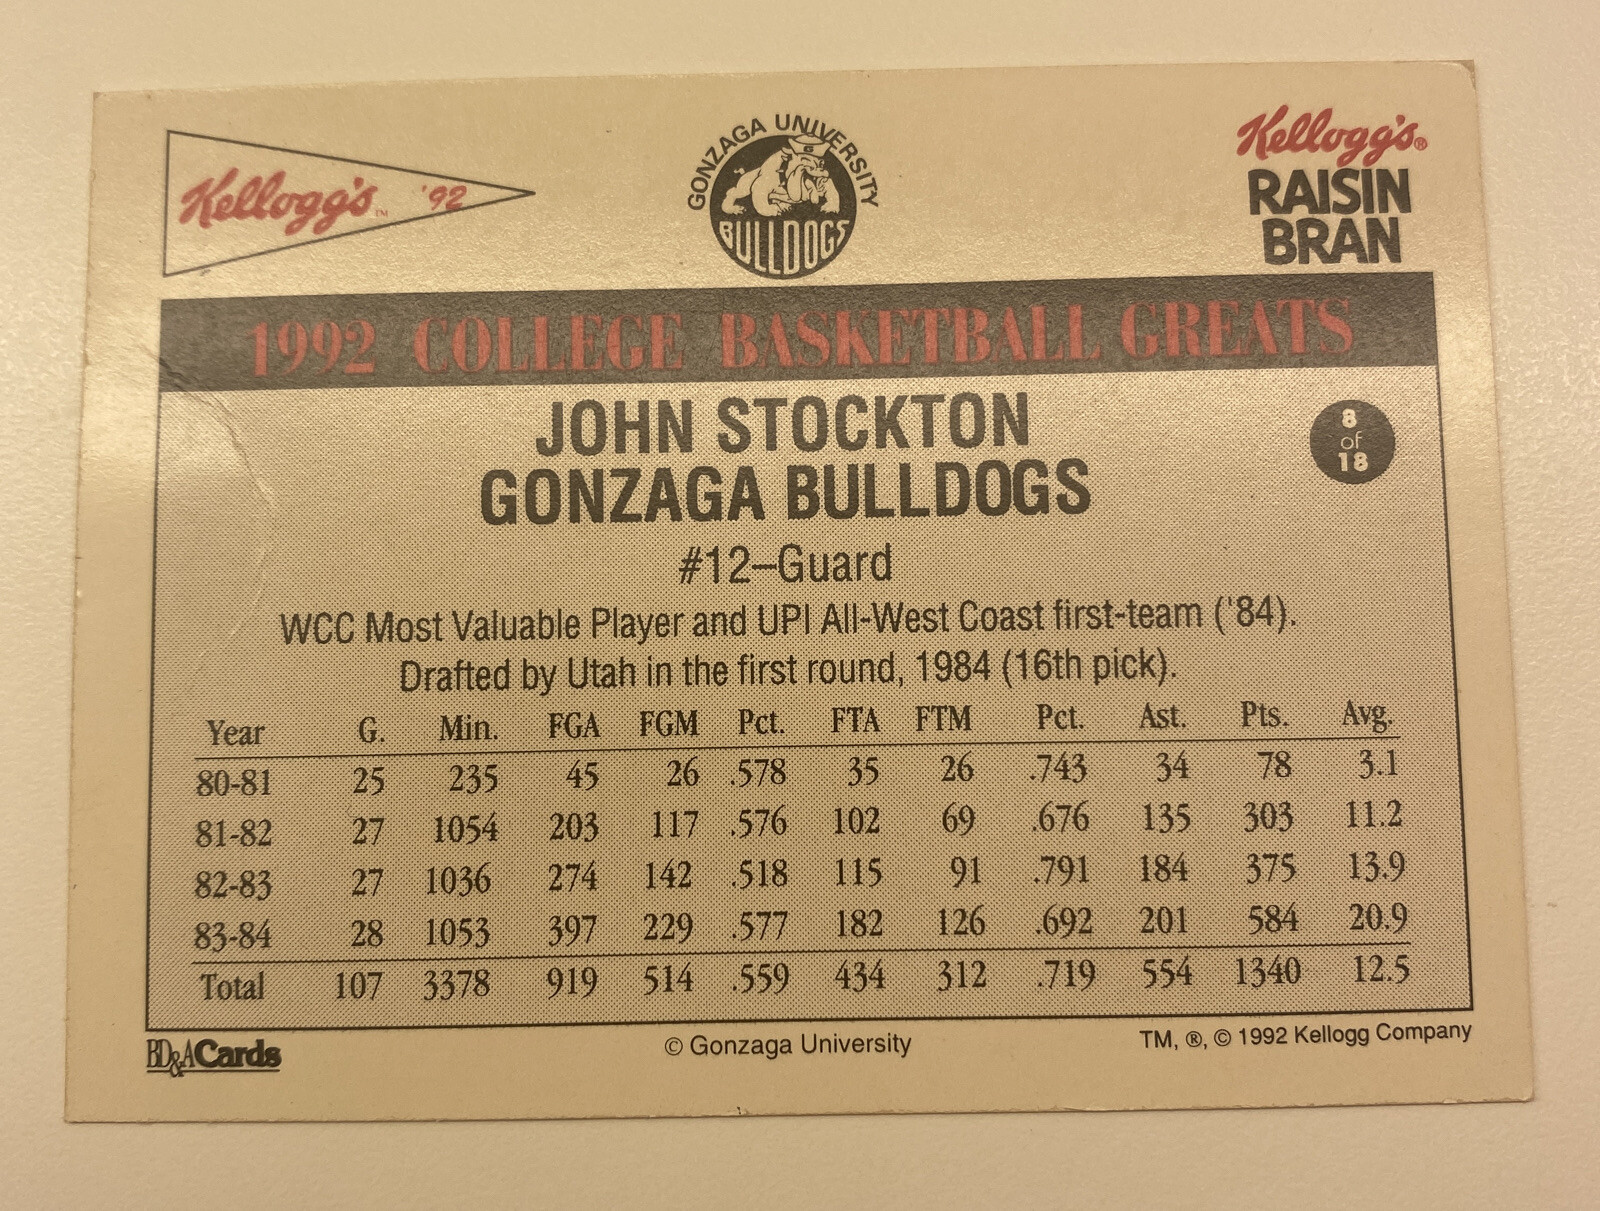 Kellogg's™ '92
GONZAGA UNIVERSITY
BULLDOGS
Kellogg's®
RAISIN
BRAN
1992 COLLEGE BASKETBALL GREATS
JOHN STOCKTON
GONZAGA BULLDOGS
8
of
18
#12–Guard
WCC Most Valuable Player and UPI All-West Coast first-team ('84).
Drafted by Utah in the first round, 1984 (16th pick).
Year G. Min. FGA FGM Pct. FTA FTM Pct. Ast. Pts. Avg.
80-81 25 235 45 26 .578 35 26 .743 34 78 3.1
81-82 27 1054 203 117 .576 102 69 .676 135 303 11.2
82-83 27 1036 274 142 .518 115 91 .791 184 375 13.9
83-84 28 1053 397 229 .577 182 126 .692 201 584 20.9
Total 107 3378 919 514 .559 434 312 .719 554 1340 12.5
BD&A Cards
© Gonzaga University
TM, ®, © 1992 Kellogg Company